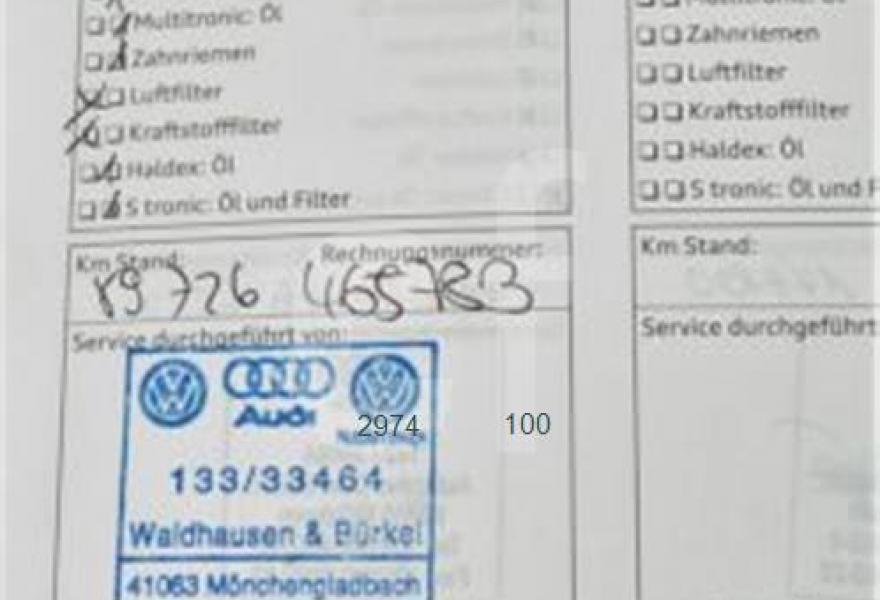 Multitronic: Öl
Zahnriemen
Luftfilter
Kraftstofffilter
Haldex: Öl
S tronic: Öl und Filter
Km Stand: Rechnungsnummer:
89726 465783
Service durchgeführt von:
Audi
2974 100
133/33464
Waldhausen & Bürkel
41063 Mönchengladbach
Zahnriemen
Luftfilter
Kraftstofffilter
Haldex: Öl
S tronic: Öl und F
Km Stand:
Service durchgeführt